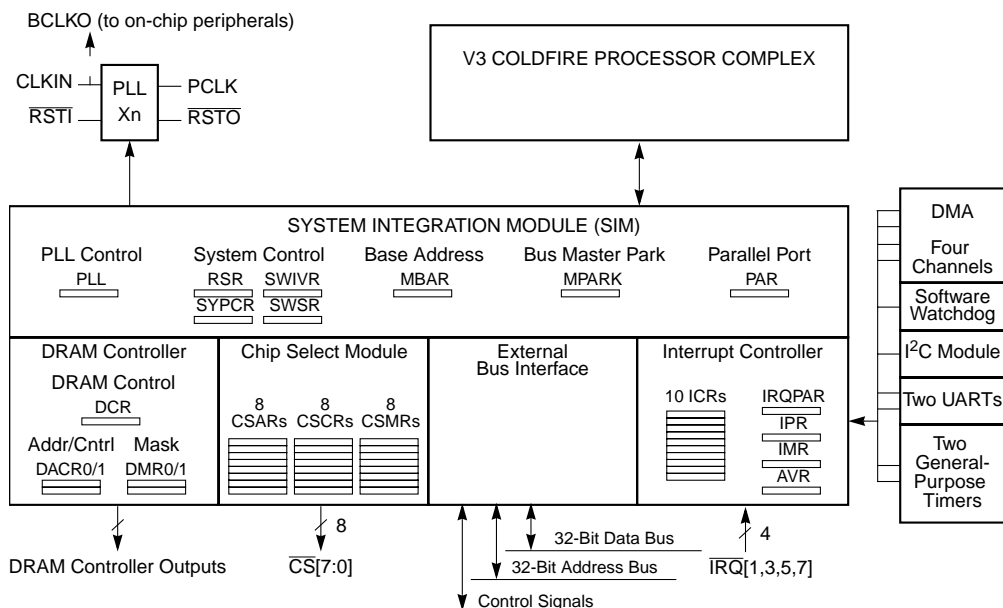 BCLKO (to on-chip peripherals)
CLKIN
PLL
Xn
PCLK
RSTI
RSTO
V3 COLDFIRE PROCESSOR COMPLEX
SYSTEM INTEGRATION MODULE (SIM)
PLL Control
System Control
Base Address
Bus Master Park
Parallel Port
PLL
RSR
SWIVR
MBAR
MPARK
PAR
SYPCR
SWSR
DRAM Controller
DRAM Control
DCR
Addr/Cntrl
Mask
DACR0/1
DMR0/1
Chip Select Module
8
CSARs
8
CSCRs
8
CSMRs
External
Bus Interface
Interrupt Controller
10 ICRs
IRQPAR
IPR
IMR
AVR
DMA
Four
Channels
Software
Watchdog
I2C Module
Two UARTs
Two
General-
Purpose
Timers
DRAM Controller Outputs
8
CS[7:0]
32-Bit Data Bus
32-Bit Address Bus
Control Signals
4
IRQ[1,3,5,7]